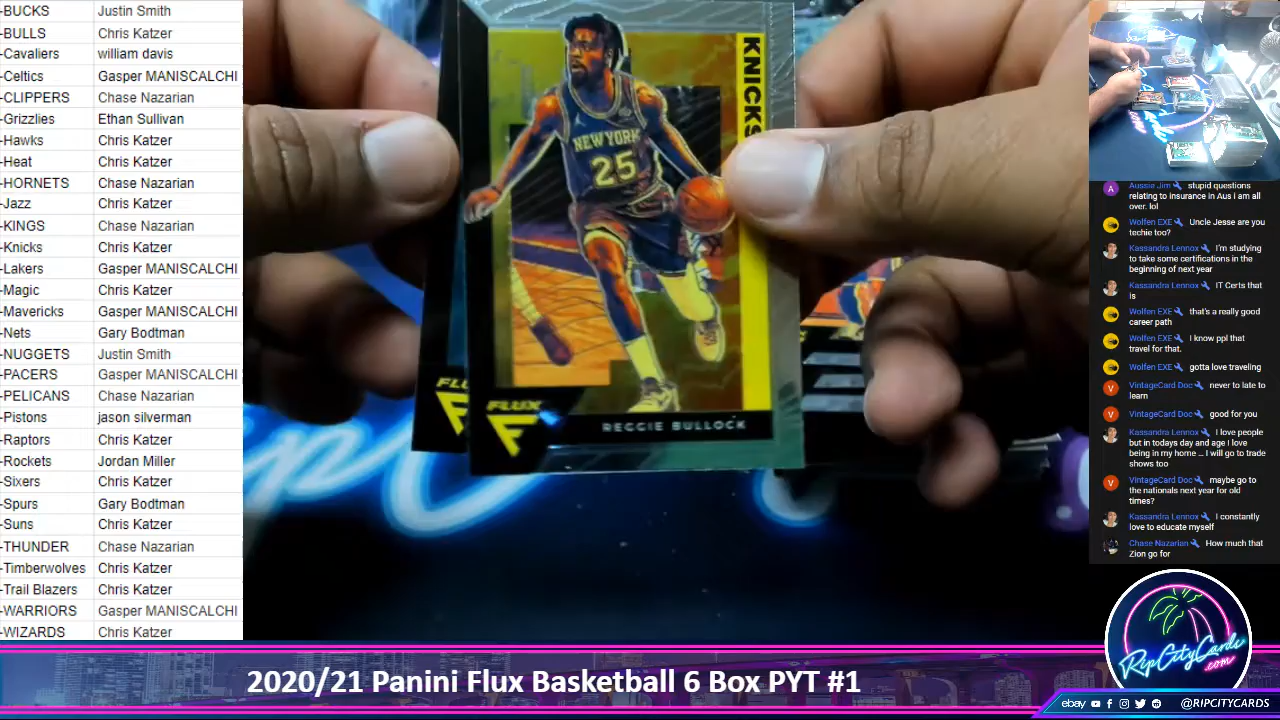 -BUCKS Justin Smith
-BULLS Chris Katzer
-Cavaliers william davis
-Celtics Gasper MANISCALCHI
-CLIPPERS Chase Nazarian
-Grizzlies Ethan Sullivan
-Hawks Chris Katzer
-Heat Chris Katzer
-HORNETS Chase Nazarian
-Jazz Chris Katzer
-KINGS Chase Nazarian
-Knicks Chris Katzer
-Lakers Gasper MANISCALCHI
-Magic Chris Katzer
-Mavericks Gasper MANISCALCHI
-Nets Gary Bodtman
-NUGGETS Justin Smith
-PACERS Gasper MANISCALCHI
-PELICANS Chase Nazarian
-Pistons jason silverman
-Raptors Chris Katzer
-Rockets Jordan Miller
-Sixers Chris Katzer
-Spurs Gary Bodtman
-Suns Chris Katzer
-THUNDER Chase Nazarian
-Timberwolves Chris Katzer
-Trail Blazers Chris Katzer
-WARRIORS Gasper MANISCALCHI
-WIZARDS Chris Katzer
KNICKS
NEW YORK
25
FLUX
FLUX
REGGIE BULLOCK
A Aussie Jim stupid questions
relating to insurance in Aus I am all
over. lol
Wolfen EXE Uncle Jesse are you
techie too?
Kassandra Lennox I'm studying
to take some certifications in the
beginning of next year
Kassandra Lennox IT Certs that
is
Wolfen EXE that's a really good
career path
Wolfen EXE I know ppl that
travel for that.
Wolfen EXE gotta love traveling
V VintageCard Doc never to late to
learn
V VintageCard Doc good for you
Kassandra Lennox I love people
but in todays day and age I love
being in my home ... I will go to trade
shows too
V VintageCard Doc maybe go to
the nationals next year for old
times?
Kassandra Lennox I constantly
love to educate myself
Chase Nazarian How much that
Zion go for
RipCityCards
.com
2020/21 Panini Flux Basketball 6 Box PYT #1
ebay @RIPCITYCARDS